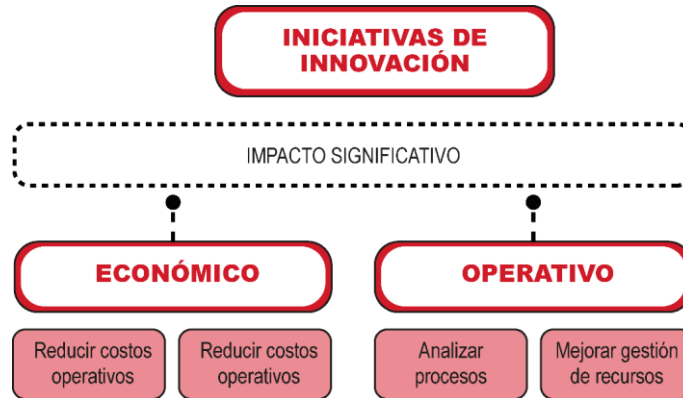 INICIATIVAS DE
INNOVACIÓN
IMPACTO SIGNIFICATIVO
ECONÓMICO
OPERATIVO
Reducir costos
operativos
Reducir costos
operativos
Analizar
procesos
Mejorar gestión
de recursos